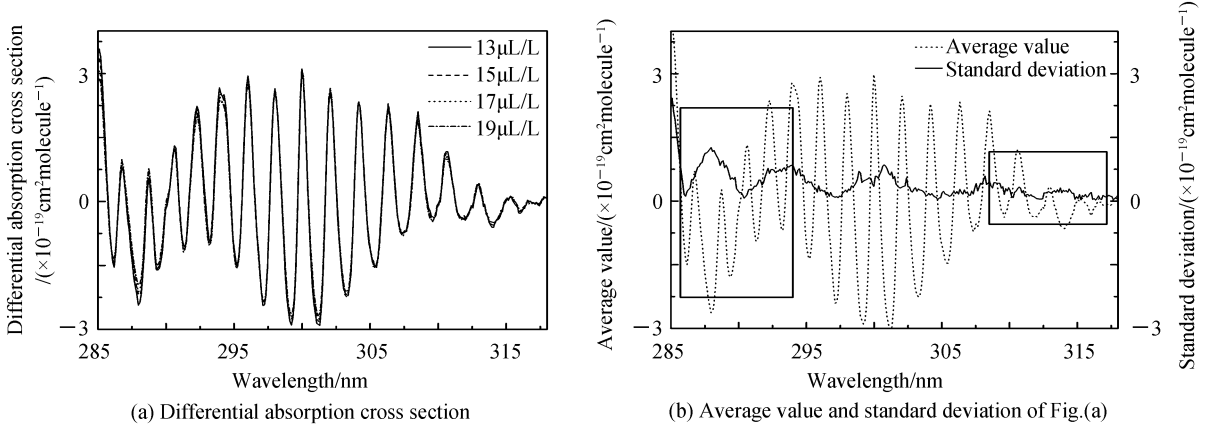 Differential absorption cross section
/(×10⁻¹⁹cm²molecule⁻¹)
3
0
−3
13μL/L
15μL/L
17μL/L
19μL/L
285
295
305
315
Wavelength/nm
(a) Differential absorption cross section
Average value/(×10⁻¹⁹cm²molecule⁻¹)
3
0
−3
Average value
Standard deviation
3
0
−3
Standard deviation/(×10⁻¹⁹cm²molecule⁻¹)
285
295
305
315
Wavelength/nm
(b) Average value and standard deviation of Fig.(a)